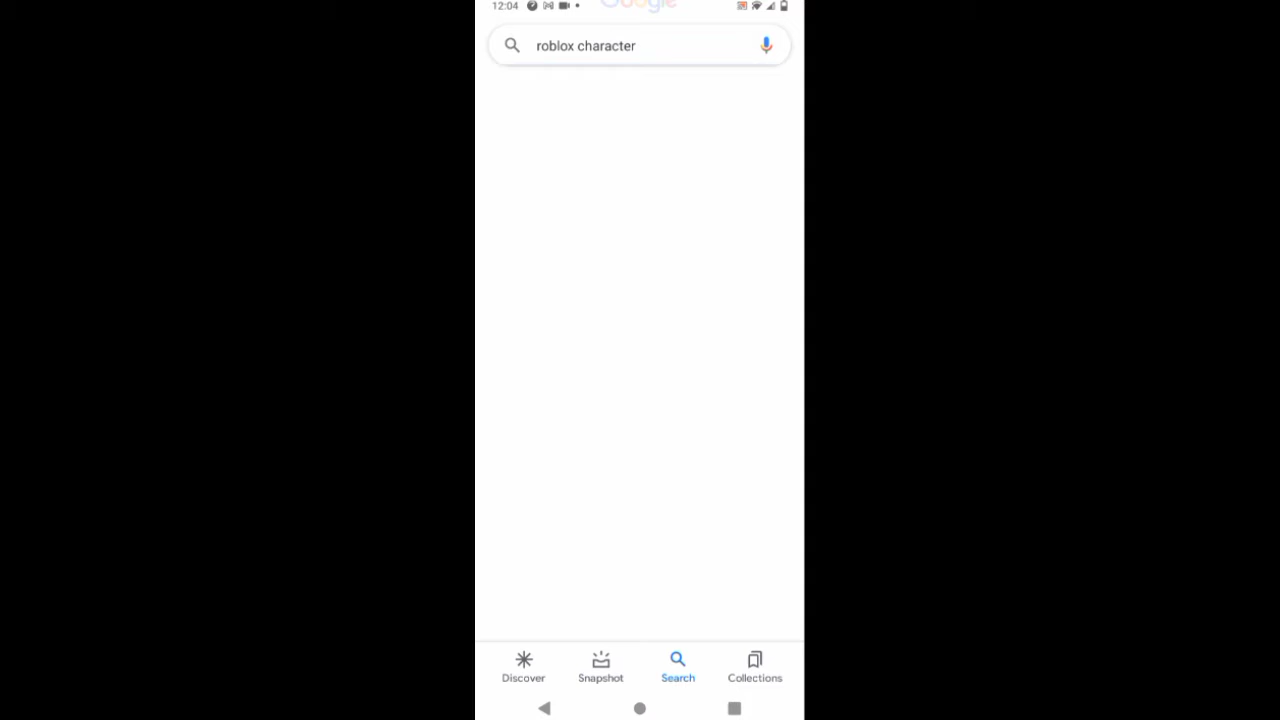 12:04
Google
roblox character
Discover
Snapshot
Search
Collections